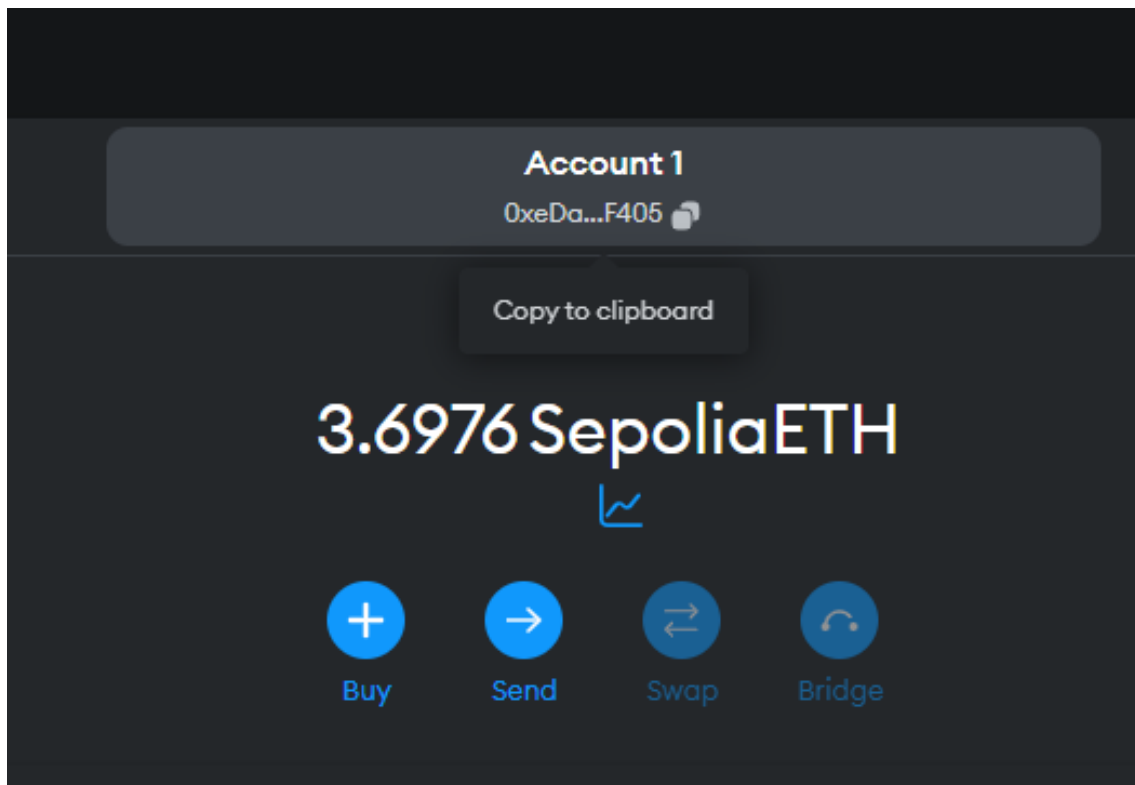 Account 1
0xeDa...F405
Copy to clipboard
3.6976 SepoliaETH
Buy Send Swap Bridge